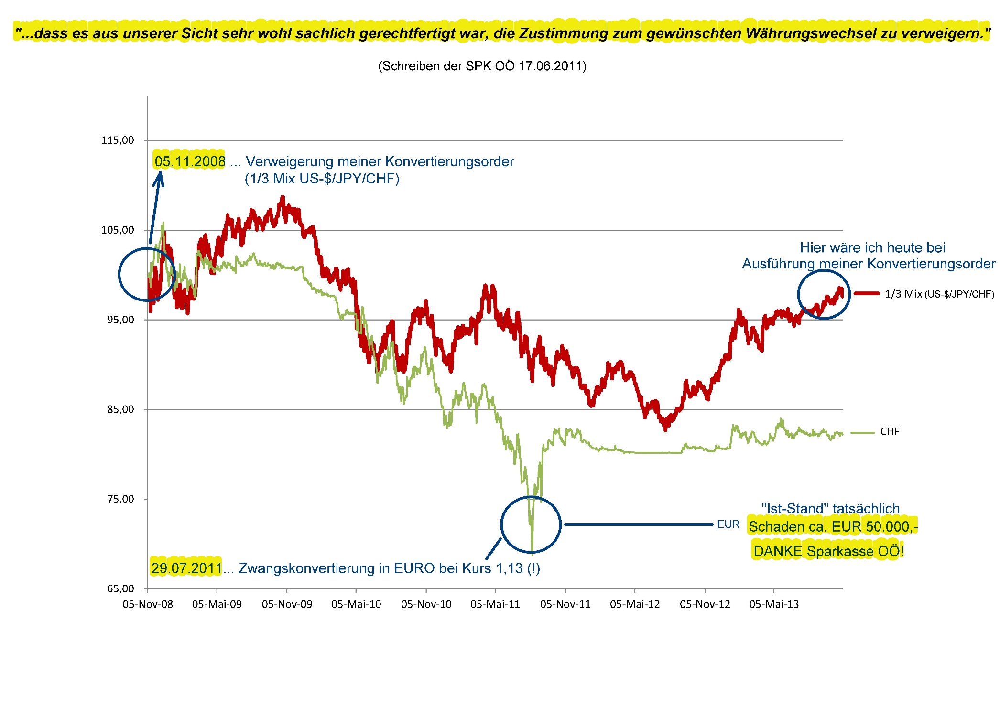 "...dass es aus unserer Sicht sehr wohl sachlich gerechtfertigt war, die Zustimmung zum gewünschten Währungswechsel zu verweigern."
(Schreiben der SPK OÖ 17.06.2011)
115,00
05.11.2008 ... Verweigerung meiner Konvertierungsorder
(1/3 Mix US-$/JPY/CHF)
105,00
Hier wäre ich heute bei
Ausführung meiner Konvertierungsorder
1/3 Mix (US-$/JPY/CHF)
95,00
85,00
CHF
75,00
"Ist-Stand" tatsächlich
EUR Schaden ca. EUR 50.000,-
DANKE Sparkasse OÖ!
29.07.2011... Zwangskonvertierung in EURO bei Kurs 1,13 (!)
65,00
05-Nov-08 05-Mai-09 05-Nov-09 05-Mai-10 05-Nov-10 05-Mai-11 05-Nov-11 05-Mai-12 05-Nov-12 05-Mai-13